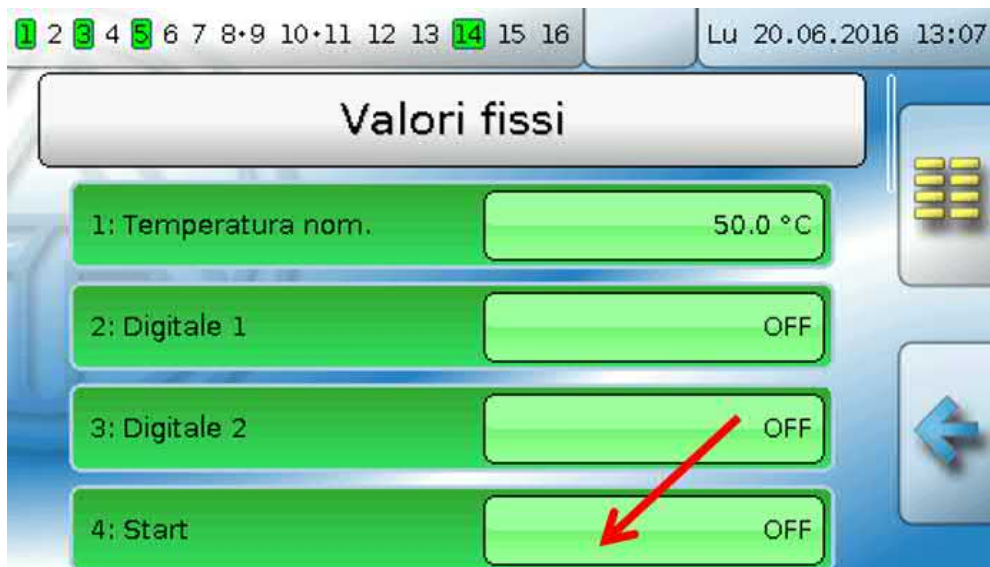 1 2 3 4 5 6 7 8•9 10•11 12 13 14 15 16 Lu 20.06.2016 13:07
Valori fissi
1: Temperatura nom. 50.0 °C
2: Digitale 1 OFF
3: Digitale 2 OFF
4: Start OFF